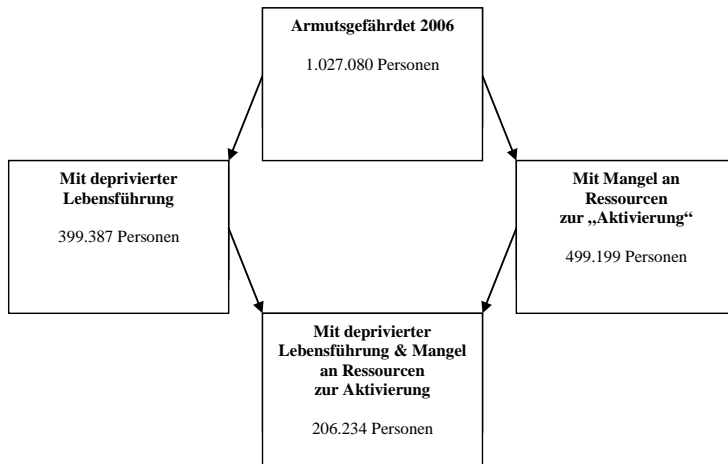 Armutsgefährdet 2006
1.027.080 Personen
Mit deprivierter
Lebensführung
399.387 Personen
Mit Mangel an
Ressourcen
zur „Aktivierung“
499.199 Personen
Mit deprivierter
Lebensführung & Mangel
an Ressourcen
zur Aktivierung
206.234 Personen